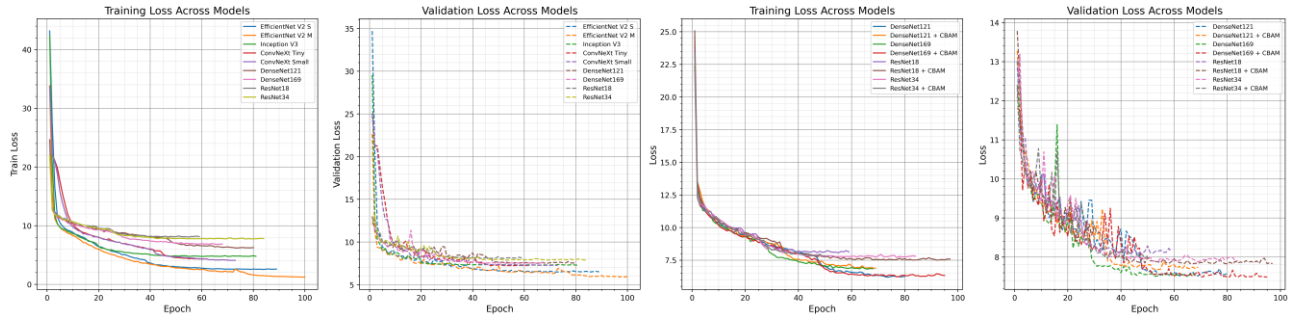 Training Loss Across Models
EfficientNet V2 S
EfficientNet V2 M
Inception V3
ConvNeXt Tiny
ConvNeXt Small
DenseNet121
DenseNet169
ResNet18
ResNet34
Train Loss
40
30
20
10
0
0
20
40
60
80
100
Epoch
Validation Loss Across Models
EfficientNet V2 S
EfficientNet V2 M
Inception V3
ConvNeXt Tiny
ConvNeXt Small
DenseNet121
DenseNet169
ResNet18
ResNet34
Validation Loss
35
30
25
20
15
10
5
0
20
40
60
80
100
Epoch
Training Loss Across Models
DenseNet121
DenseNet121 + CBAM
DenseNet169
DenseNet169 + CBAM
ResNet18
ResNet18 + CBAM
ResNet34
ResNet34 + CBAM
Loss
25.0
22.5
20.0
17.5
15.0
12.5
10.0
7.5
0
20
40
60
80
100
Epoch
Validation Loss Across Models
DenseNet121
DenseNet121 + CBAM
DenseNet169
DenseNet169 + CBAM
ResNet18
ResNet18 + CBAM
ResNet34
ResNet34 + CBAM
Loss
14
13
12
11
10
9
8
0
20
40
60
80
100
Epoch